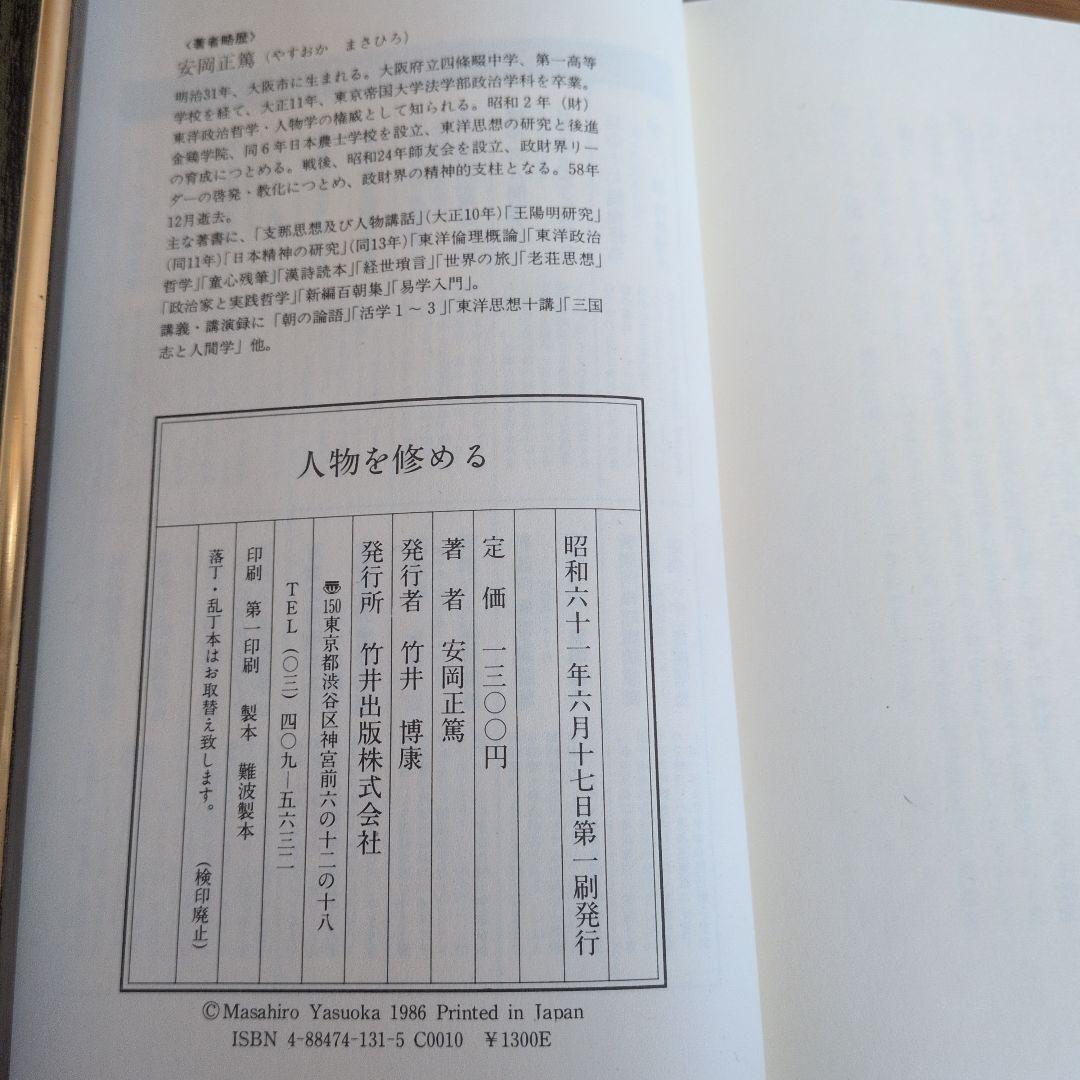 〈著者略歴〉
安岡正篤（やすおか　まさひろ）
明治31年、大阪市に生まれる。大阪府立四條畷中学、第一高等
学校を経て、大正11年、東京帝国大学法学部政治学科を卒業。
東洋政治哲学・人物学の権威として知られる。昭和２年（財）
金鷄学院、同６年日本農士学校を設立、東洋思想の研究と後進
の育成につとめる。戦後、昭和24年師友会を設立、政財界リー
ダーの啓発・教化につとめ、政財界の精神的支柱となる。58年
12月逝去。
主な著書に、「支那思想及び人物講話」(大正10年)「王陽明研究」
(同11年)「日本精神の研究」(同13年)「東洋倫理概論」「東洋政治
哲学」「童心残筆」「漢詩読本」「経世瑣言」「世界の旅」「老荘思想」
「政治家と実践哲学」「新編百朝集」「易学入門」。
講義・講演録に「朝の論語」「活学１～３」「東洋思想十講」「三国
志と人間学」他。
人物を修める
昭和六十一年六月十七日第一刷発行
定　価　一三〇〇円
著　者　安岡正篤
発行者　竹井　博康
発行所　竹井出版株式会社
〠150東京都渋谷区神宮前六の十二の十八
ＴＥＬ（〇三）四〇九―五六三二
印刷　第一印刷　製本　難波製本
落丁・乱丁本はお取替え致します。　（検印廃止）
©Masahiro Yasuoka 1986 Printed in Japan
ISBN 4-88474-131-5 C0010 ￥1300E